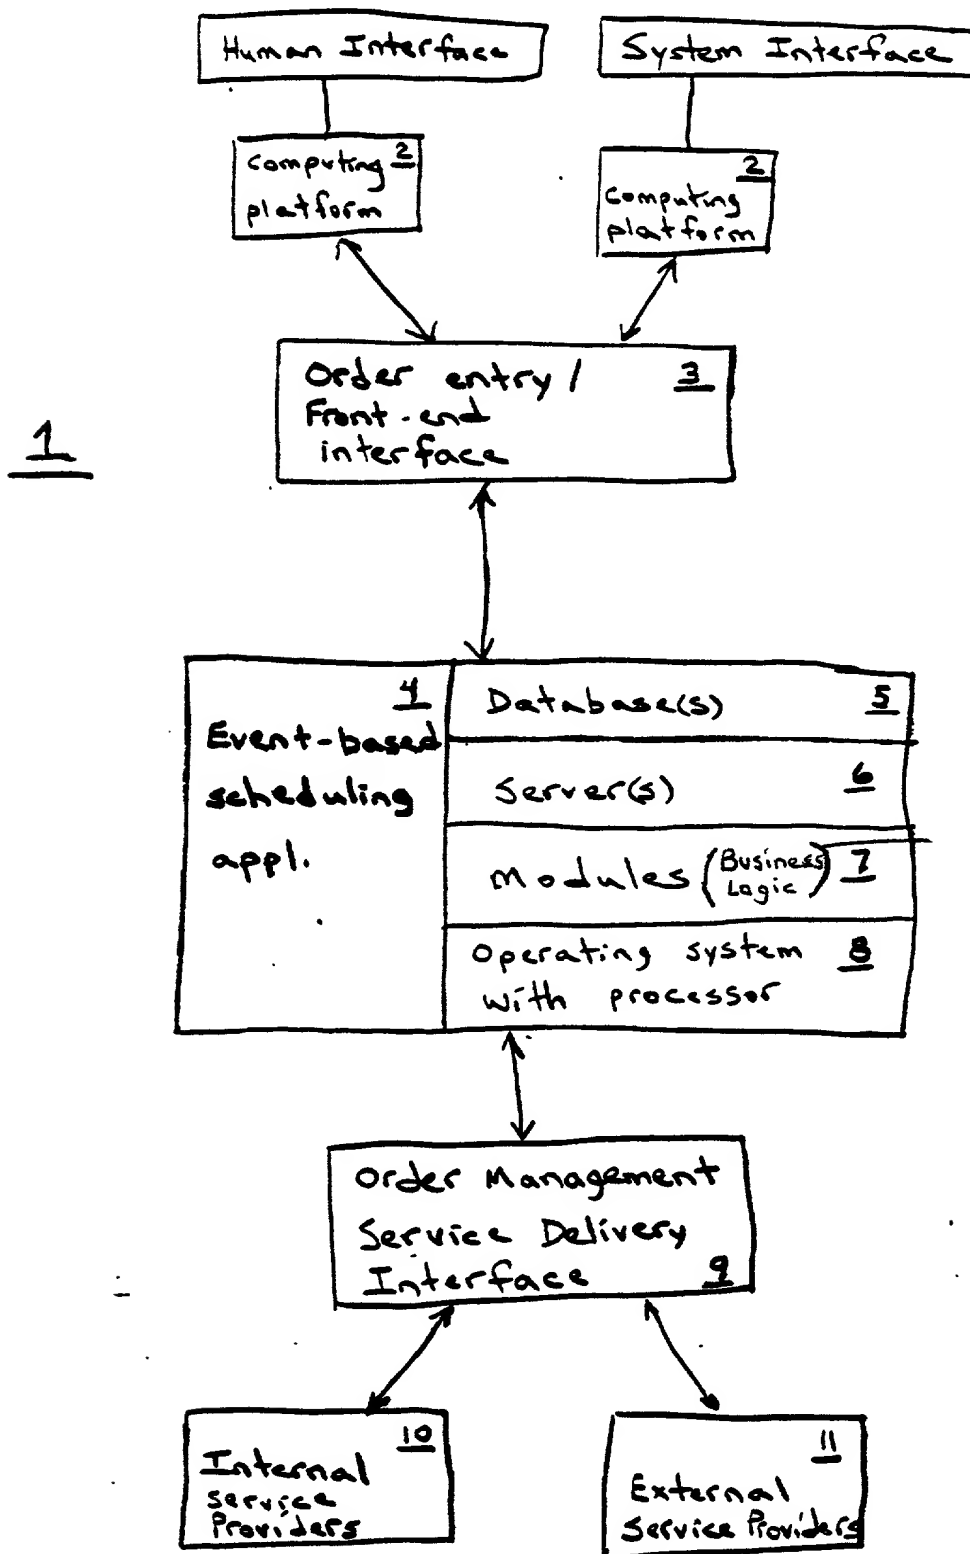 Human Interface
System Interface
computing 2
platform
2
computing
platform
Order entry / 3
Front-end
interface
1
4
Event-based
scheduling
appl.
Database(s) 5
Server(s) 6
Modules (Business Logic) 7
Operating system 8
with processor
Order Management
Service Delivery
Interface 9
10
Internal
service
Providers
11
External
Service Providers